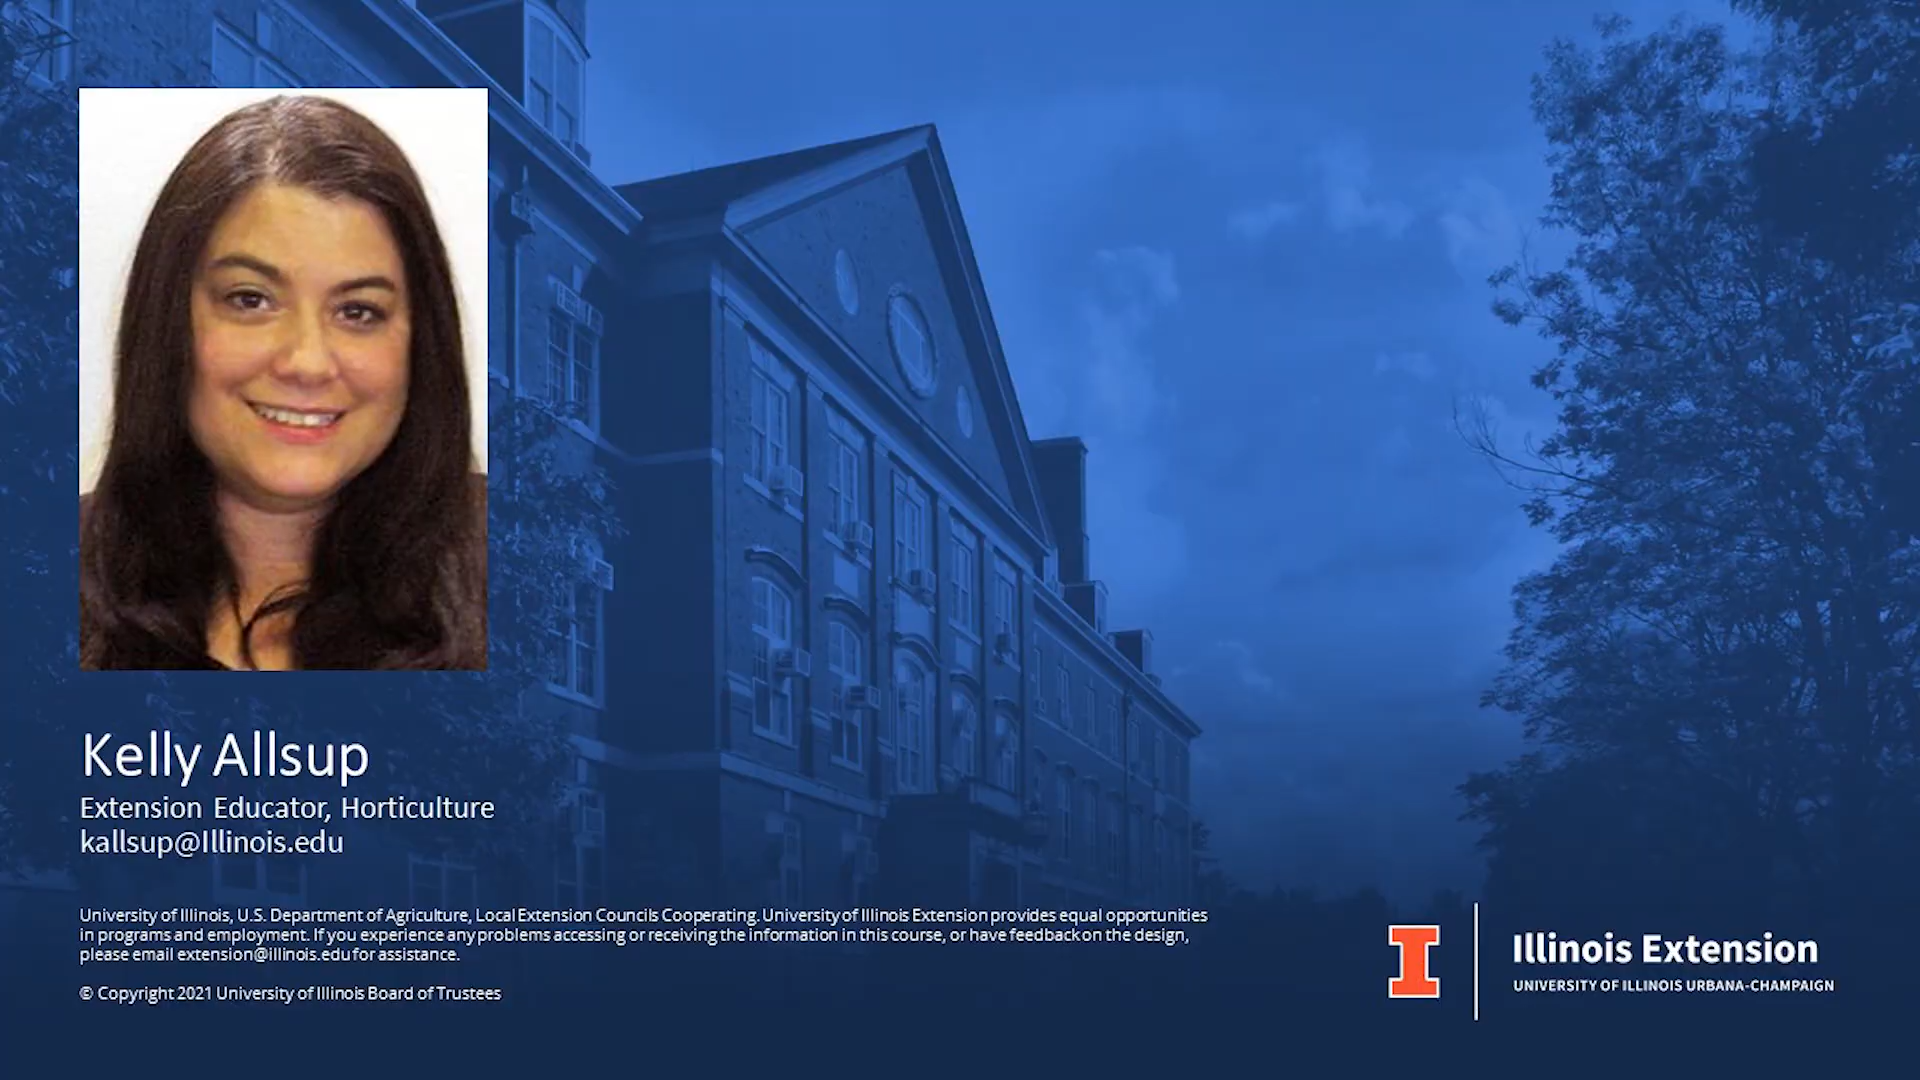 Kelly Allsup
Extension Educator, Horticulture
kallsup@Illinois.edu
University of Illinois, U.S. Department of Agriculture, Local Extension Councils Cooperating. University of Illinois Extension provides equal opportunities
in programs and employment. If you experience any problems accessing or receiving the information in this course, or have feedback on the design,
please email extension@illinois.edu for assistance.
© Copyright 2021 University of Illinois Board of Trustees
I
Illinois Extension
UNIVERSITY OF ILLINOIS URBANA-CHAMPAIGN